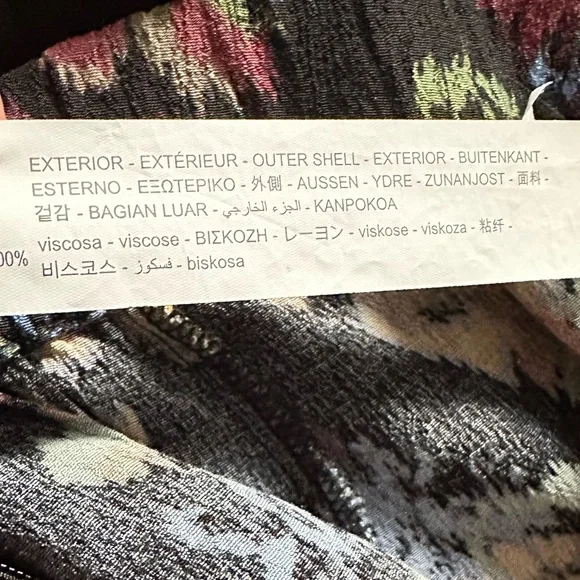 EXTERIOR - EXTÉRIEUR - OUTER SHELL - EXTERIOR - BUITENKANT -
ESTERNO - ΕΞΩΤΕΡΙΚΟ - 外側 - AUSSEN - YDRE - ZUNANJOST - 面料 -
겉감 - BAGIAN LUAR - الجزء الخارجي - KANPOKOA
00% viscosa - viscose - ΒΙΣΚΟΖΗ - レーヨン - viskose - viskoza - 粘纤 -
비스코스 - فسكوز - biskosa